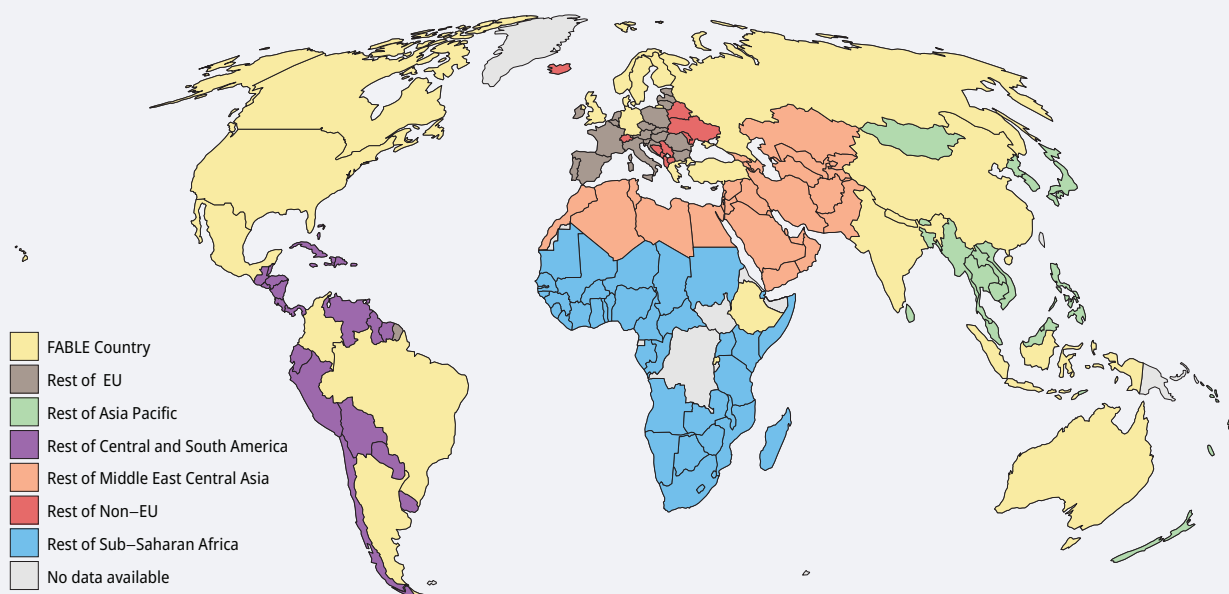 FABLE Country
Rest of  EU
Rest of Asia Pacific
Rest of Central and South America
Rest of Middle East Central Asia
Rest of Non−EU
Rest of Sub−Saharan Africa
No data available